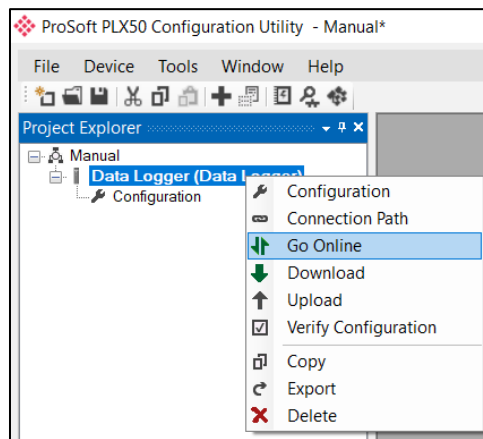 ProSoft PLX50 Configuration Utility - Manual*
File Device Tools Window Help
Project Explorer
Manual
Data Logger (Data Logger)
Configuration
Configuration
Connection Path
Go Online
Download
Upload
Verify Configuration
Copy
Export
Delete